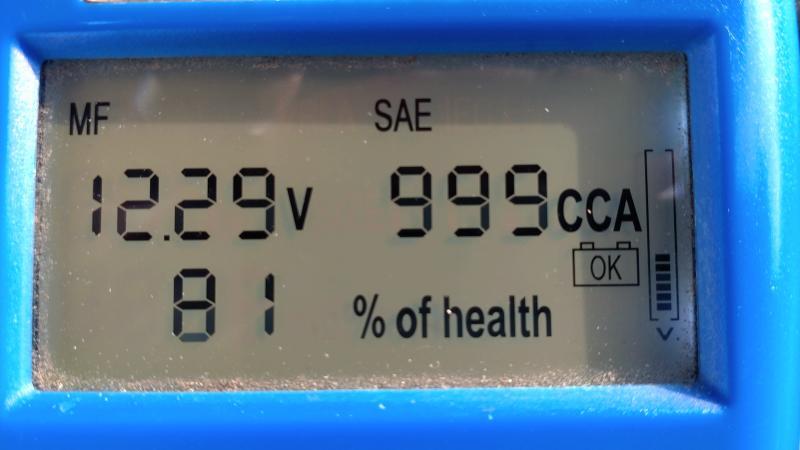 MF SAE
12.29V 999CCA
OK
81 % of health
V